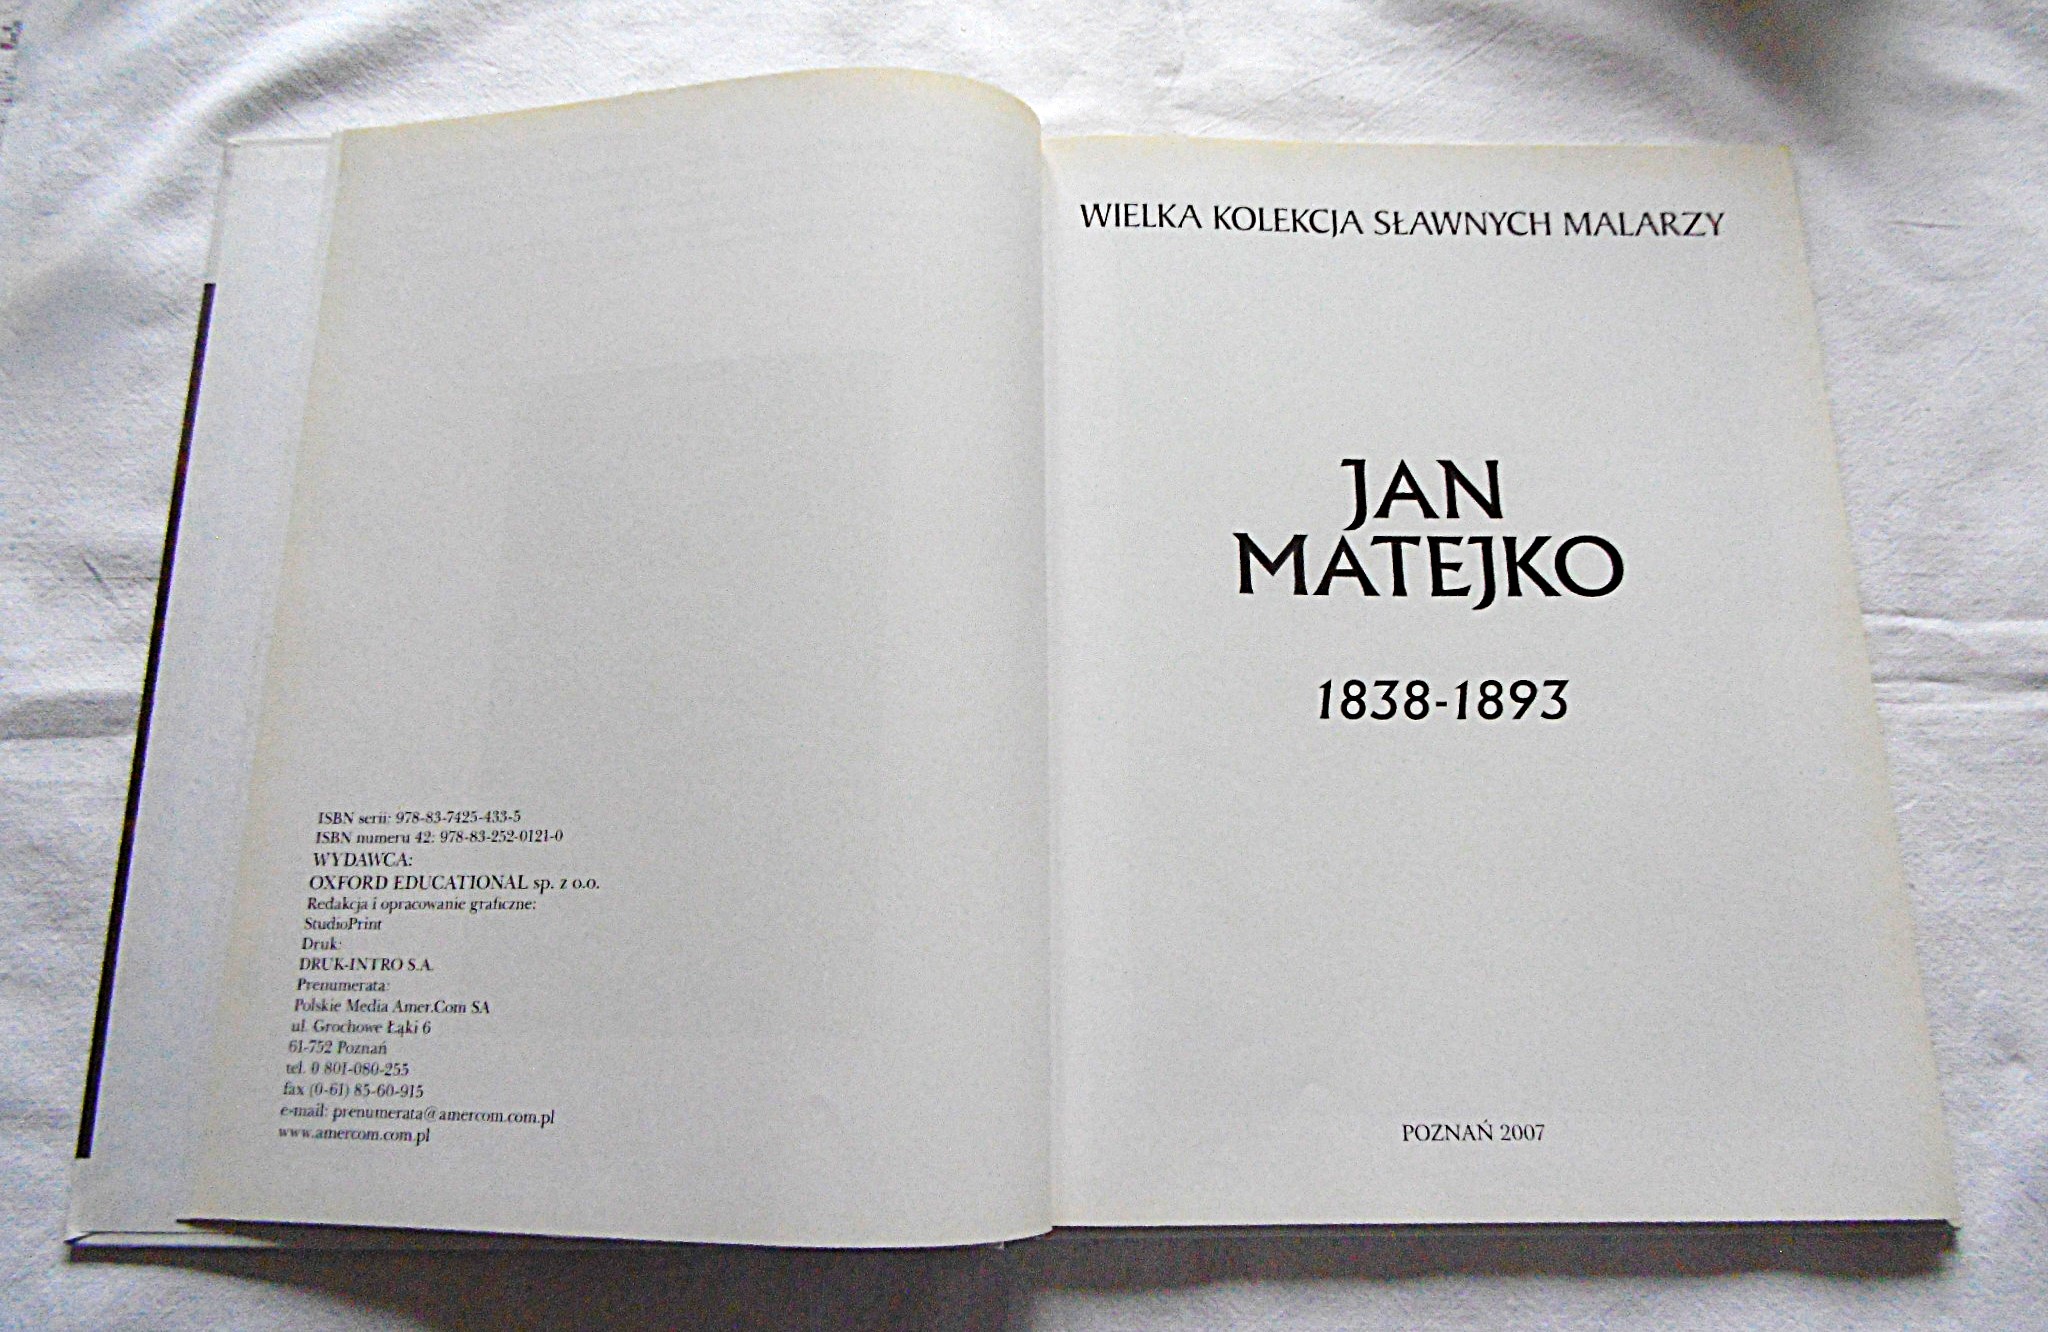 ISBN serii: 978-83-7425-433-5
ISBN numeru 42: 978-83-252-0121-0
WYDAWCA:
OXFORD EDUCATIONAL sp. z o.o.
Redakcja i opracowanie graficzne:
StudioPrint
Druk:
DRUK-INTRO S.A.
Prenumerata:
Polskie Media Amer.Com SA
ul. Grochowe Łąki 6
61-752 Poznań
tel. 0 801-080-255
fax (0-61) 85-60-915
e-mail: prenumerata@amercom.com.pl
www.amercom.com.pl
WIELKA KOLEKCJA SŁAWNYCH MALARZY
JAN
MATEJKO
1838-1893
POZNAŃ 2007